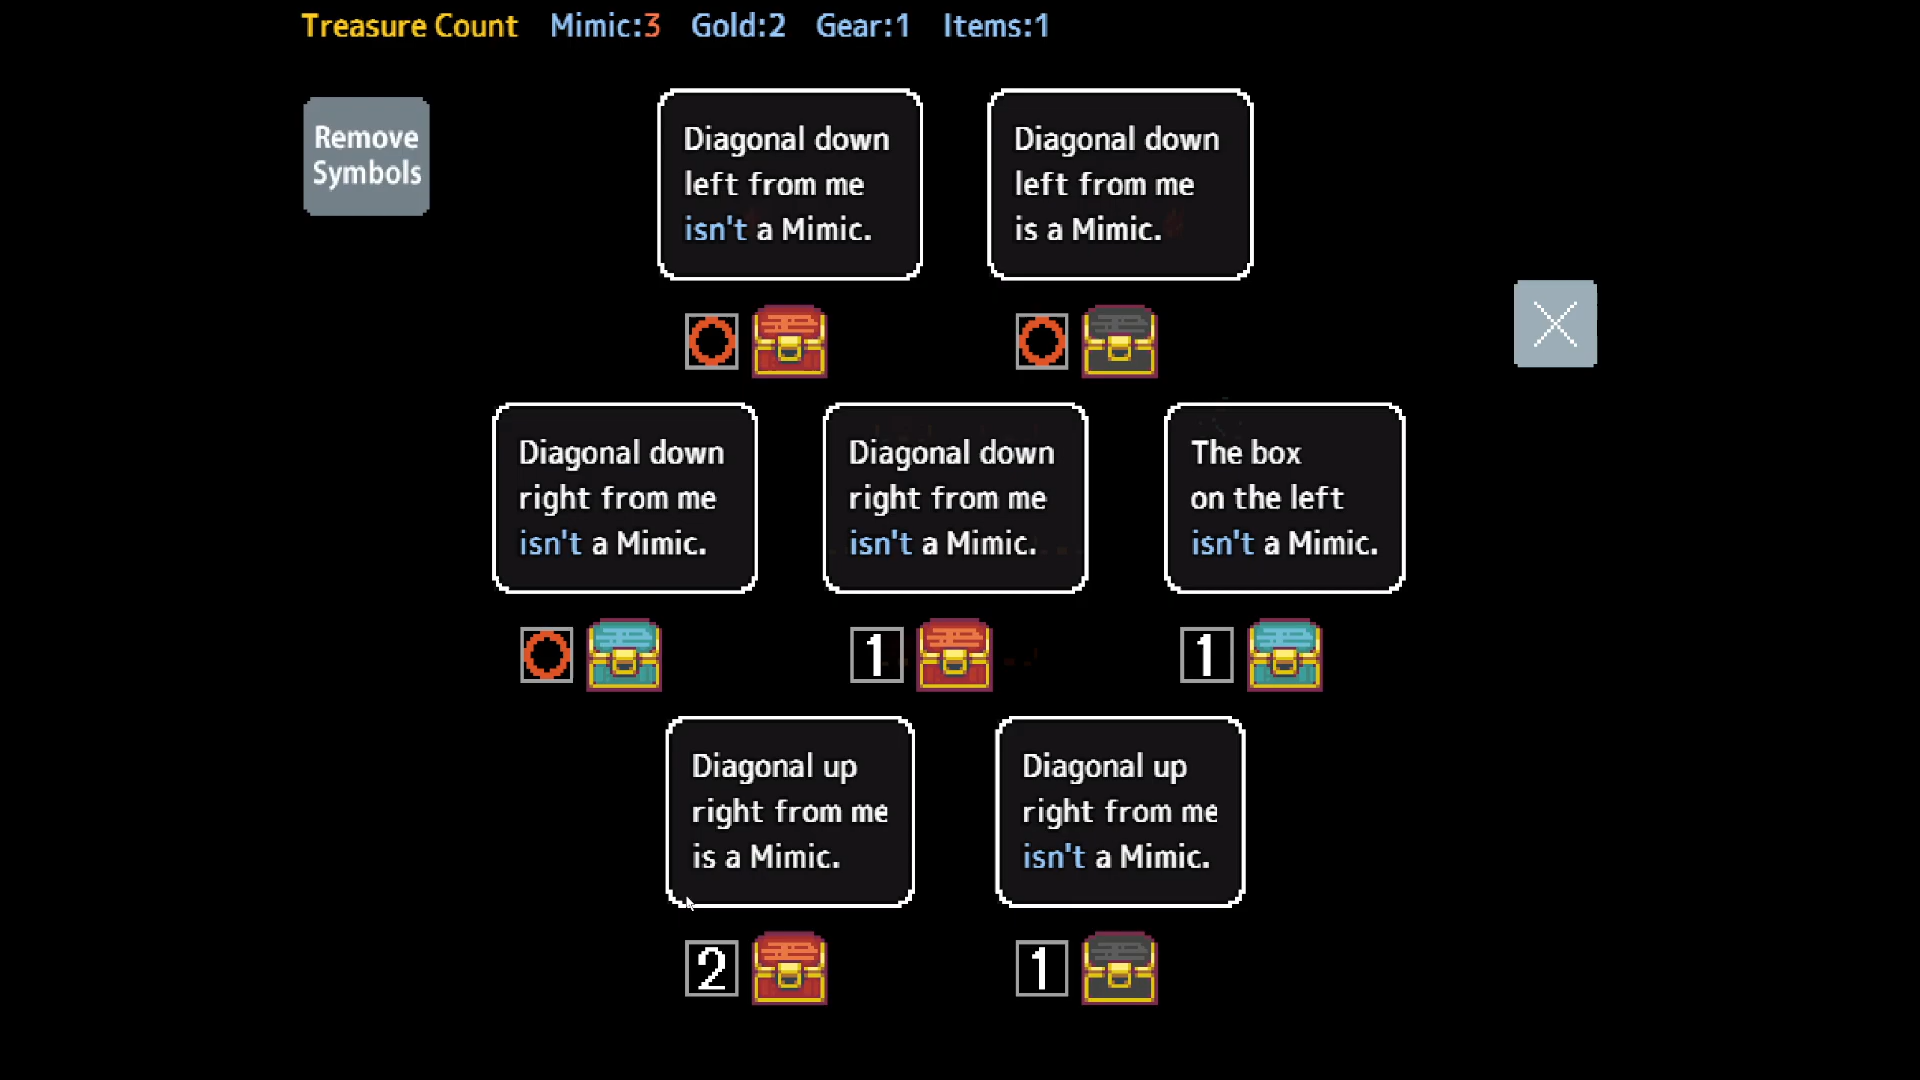 Treasure Count Mimic:3 Gold:2 Gear:1 Items:1
Remove
Symbols
Diagonal down
left from me
isn't a Mimic.
Diagonal down
left from me
is a Mimic.
Diagonal down
right from me
isn't a Mimic.
Diagonal down
right from me
isn't a Mimic.
The box
on the left
isn't a Mimic.
1
1
Diagonal up
right from me
is a Mimic.
Diagonal up
right from me
isn't a Mimic.
2
1